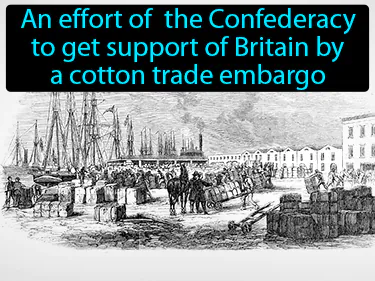 An effort of the Confederacy
to get support of Britain by
a cotton trade embargo